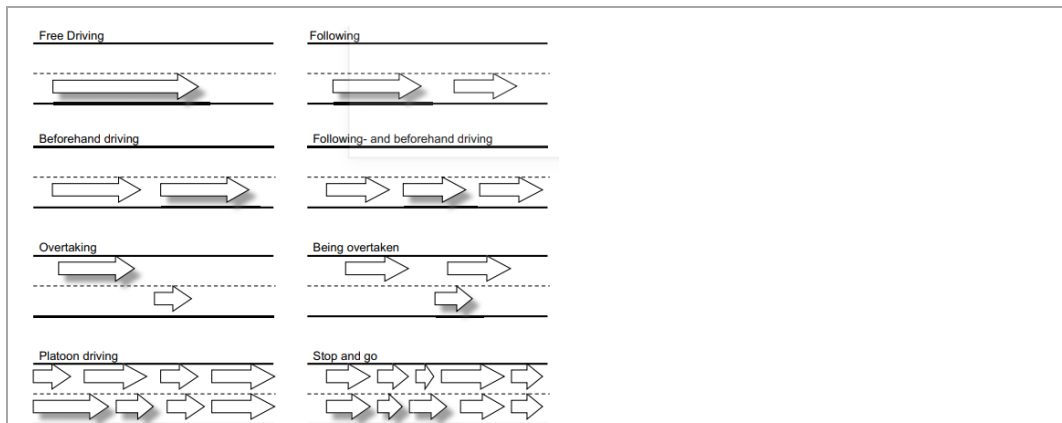 Free Driving
Following
Beforehand driving
Following- and beforehand driving
Overtaking
Being overtaken
Platoon driving
Stop and go